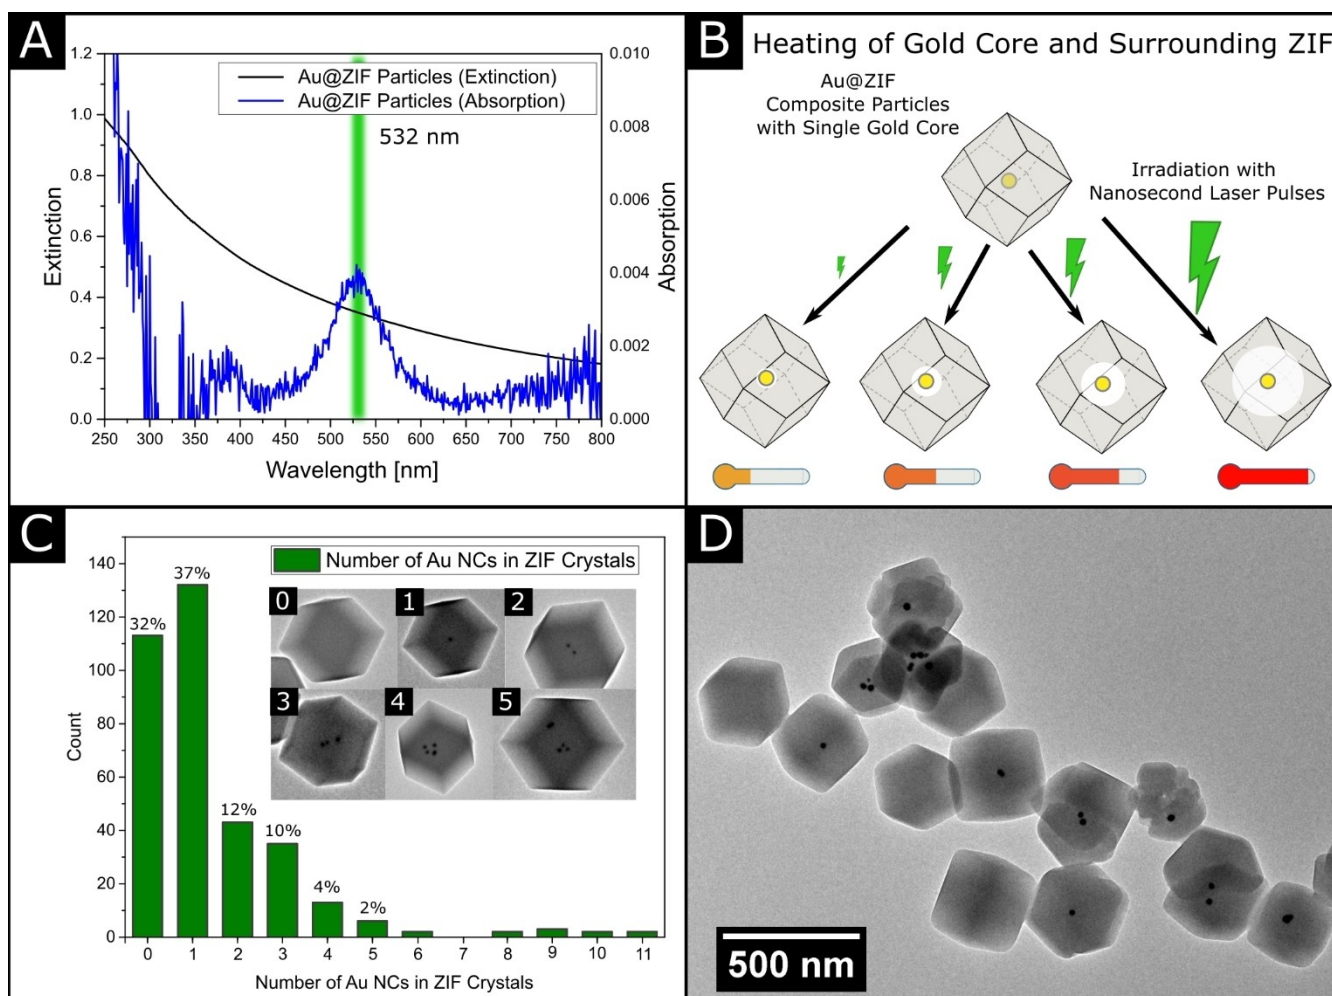 A
1.2
1.0
0.8
0.6
0.4
0.2
0.0
Extinction
Au@ZIF Particles (Extinction)
Au@ZIF Particles (Absorption)
532 nm
0.010
0.008
0.006
0.004
0.002
0.000
Absorption
250 300 350 400 450 500 550 600 650 700 750 800
Wavelength [nm]
B
Heating of Gold Core and Surrounding ZIF
Au@ZIF
Composite Particles
with Single Gold Core
Irradiation with
Nanosecond Laser Pulses
C
140
120
100
80
60
40
20
0
Count
Number of Au NCs in ZIF Crystals
32%
37%
12%
10%
4%
2%
0 1 2
3 4 5
0 1 2 3 4 5 6 7 8 9 10 11
Number of Au NCs in ZIF Crystals
D
500 nm